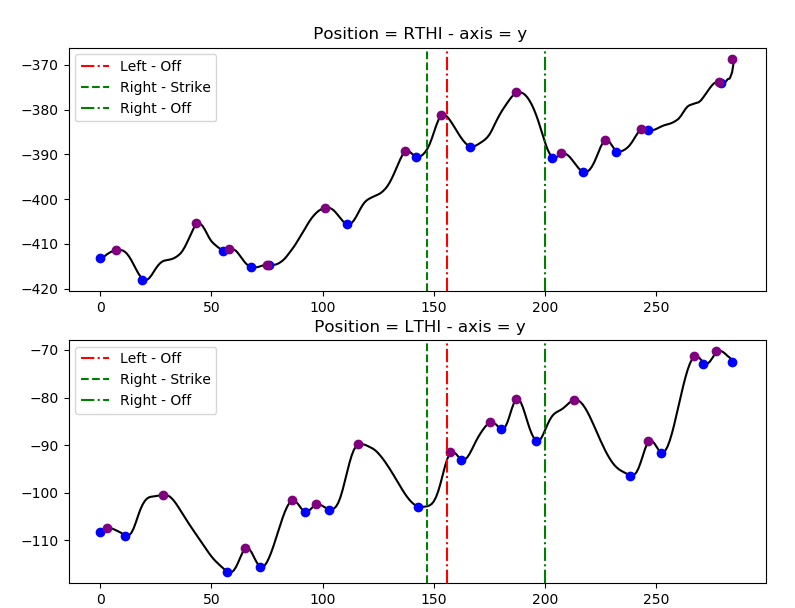 Position = RTHI - axis = y
Left - Off
Right - Strike
Right - Off
−370
−380
−390
−400
−410
−420
0 50 100 150 200 250
Position = LTHI - axis = y
Left - Off
Right - Strike
Right - Off
−70
−80
−90
−100
−110
0 50 100 150 200 250